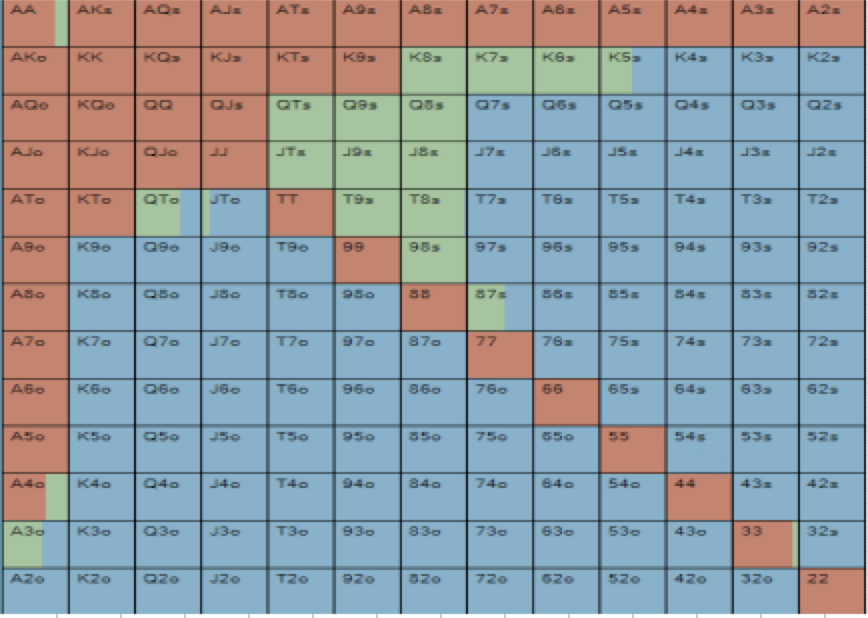 AA AKs AQs AJs ATs A9s A8s A7s A6s A5s A4s A3s A2s
AKo KK KQs KJs KTs K9s K8s K7s K6s K5s K4s K3s K2s
AQo KQo QQ QJs QTs Q9s Q8s Q7s Q6s Q5s Q4s Q3s Q2s
AJo KJo QJo JJ JTs J9s J8s J7s J6s J5s J4s J3s J2s
ATo KTo QTo JTo TT T9s T8s T7s T6s T5s T4s T3s T2s
A9o K9o Q9o J9o T9o 99 98s 97s 96s 95s 94s 93s 92s
A8o K8o Q8o J8o T8o 98o 88 87s 86s 85s 84s 83s 82s
A7o K7o Q7o J7o T7o 97o 87o 77 76s 75s 74s 73s 72s
A6o K6o Q6o J6o T6o 96o 86o 76o 66 65s 64s 63s 62s
A5o K5o Q5o J5o T5o 95o 85o 75o 65o 55 54s 53s 52s
A4o K4o Q4o J4o T4o 94o 84o 74o 64o 54o 44 43s 42s
A3o K3o Q3o J3o T3o 93o 83o 73o 63o 53o 43o 33 32s
A2o K2o Q2o J2o T2o 92o 82o 72o 62o 52o 42o 32o 22